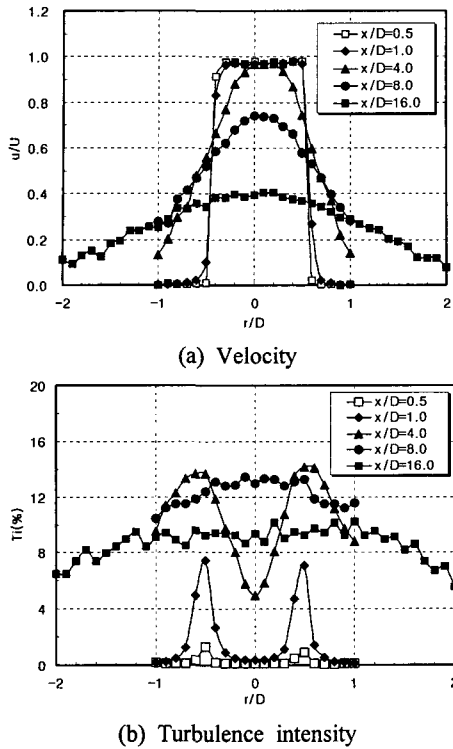 1.2
1.0
0.8
0.6
0.4
0.2
0.0
u/U
x/D=0.5
x/D=1.0
x/D=4.0
x/D=8.0
x/D=16.0
-2 -1 0 1 2
r/D
(a) Velocity
20
16
12
8
4
0
Ti(%)
x/D=0.5
x/D=1.0
x/D=4.0
x/D=8.0
x/D=16.0
-2 -1 0 1 2
r/D
(b) Turbulence intensity